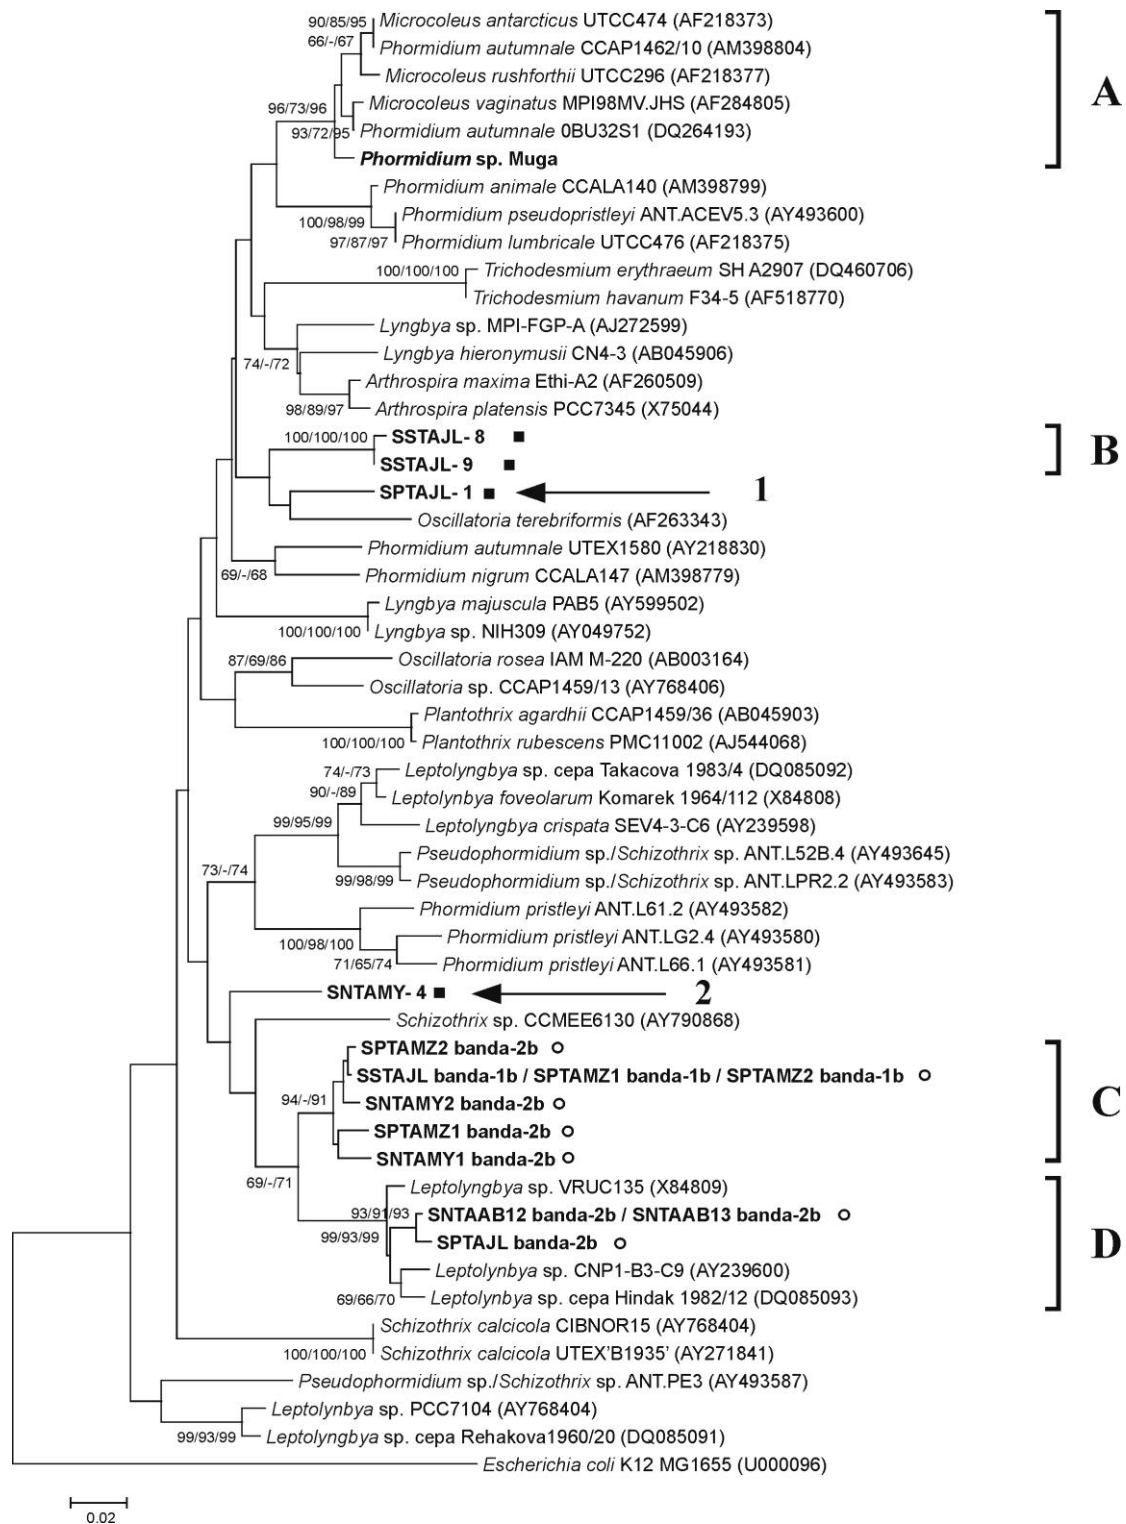 90/85/95
Microcoleus antarcticus UTCC474 (AF218373)
66/-/67
Phormidium autumnale CCAP1462/10 (AM398804)
Microcoleus rushforthii UTCC296 (AF218377)
A
96/73/96
Microcoleus vaginatus MPI98MV.JHS (AF284805)
93/72/95
Phormidium autumnale 0BU32S1 (DQ264193)
Phormidium sp. Muga
Phormidium animale CCALA140 (AM398799)
100/98/99
Phormidium pseudopristleyi ANT.ACEV5.3 (AY493600)
97/87/97
Phormidium lumbricale UTCC476 (AF218375)
100/100/100
Trichodesmium erythraeum SH A2907 (DQ460706)
Trichodesmium havanum F34-5 (AF518770)
Lyngbya sp. MPI-FGP-A (AJ272599)
74/-/72
Lyngbya hieronymusii CN4-3 (AB045906)
Arthrospira maxima Ethi-A2 (AF260509)
98/89/97
Arthrospira platensis PCC7345 (X75044)
100/100/100
SSTAJL- 8
B
SSTAJL- 9
SPTAJL- 1
1
Oscillatoria terebriformis (AF263343)
Phormidium autumnale UTEX1580 (AY218830)
69/-/68
Phormidium nigrum CCALA147 (AM398779)
Lyngbya majuscula PAB5 (AY599502)
100/100/100
Lyngbya sp. NIH309 (AY049752)
87/69/86
Oscillatoria rosea IAM M-220 (AB003164)
Oscillatoria sp. CCAP1459/13 (AY768406)
Plantothrix agardhii CCAP1459/36 (AB045903)
100/100/100
Plantothrix rubescens PMC11002 (AJ544068)
74/-/73
Leptolyngbya sp. cepa Takacova 1983/4 (DQ085092)
90/-/89
Leptolynbya foveolarum Komarek 1964/112 (X84808)
99/95/99
Leptolyngbya crispata SEV4-3-C6 (AY239598)
Pseudophormidium sp./Schizothrix sp. ANT.L52B.4 (AY493645)
73/-/74
99/98/99
Pseudophormidium sp./Schizothrix sp. ANT.LPR2.2 (AY493583)
Phormidium pristleyi ANT.L61.2 (AY493582)
100/98/100
Phormidium pristleyi ANT.LG2.4 (AY493580)
71/65/74
Phormidium pristleyi ANT.L66.1 (AY493581)
SNTAMY- 4
2
Schizothrix sp. CCMEE6130 (AY790868)
SPTAMZ2 banda-2b
SSTAJL banda-1b / SPTAMZ1 banda-1b / SPTAMZ2 banda-1b
94/-/91
SNTAMY2 banda-2b
C
SPTAMZ1 banda-2b
SNTAMY1 banda-2b
69/-/71
Leptolyngbya sp. VRUC135 (X84809)
93/91/93
SNTAAB12 banda-2b / SNTAAB13 banda-2b
99/93/99
SPTAJL banda-2b
D
Leptolynbya sp. CNP1-B3-C9 (AY239600)
69/66/70
Leptolynbya sp. cepa Hindak 1982/12 (DQ085093)
Schizothrix calcicola CIBNOR15 (AY768404)
100/100/100
Schizothrix calcicola UTEX'B1935' (AY271841)
Pseudophormidium sp./Schizothrix sp. ANT.PE3 (AY493587)
Leptolynbya sp. PCC7104 (AY768404)
99/93/99
Leptolyngbya sp. cepa Rehakova1960/20 (DQ085091)
Escherichia coli K12 MG1655 (U000096)
0.02